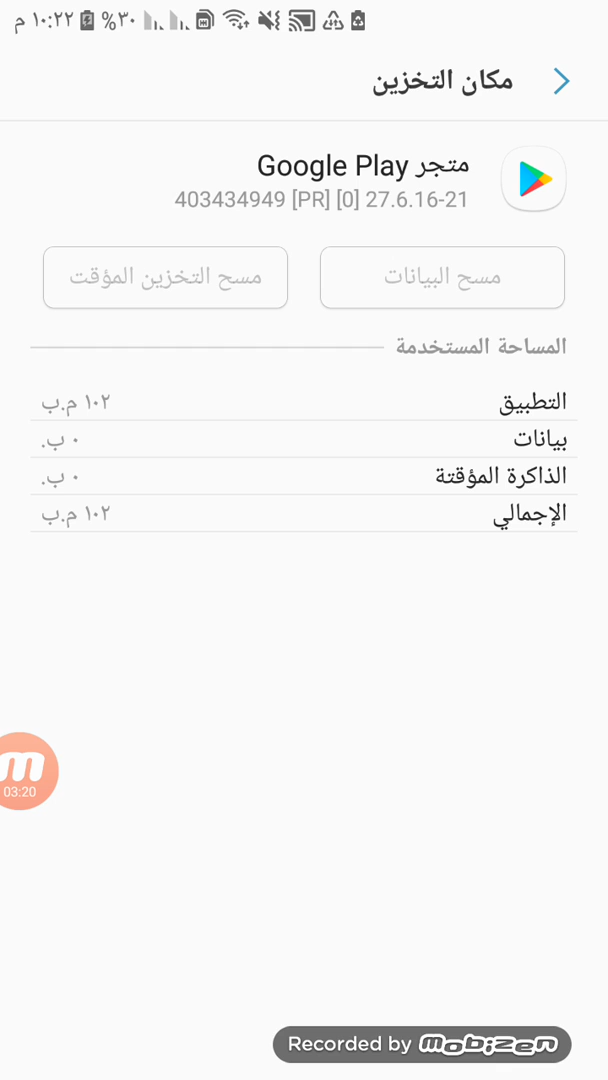 ١٠:٢٢ م %٣٠
مكان التخزين
متجر Google Play
403434949 [PR] [0] 27.6.16-21
مسح البيانات
مسح التخزين المؤقت
المساحة المستخدمة
التطبيق ١٠٢ م.ب
بيانات ٠ ب.
الذاكرة المؤقتة ٠ ب.
الإجمالي ١٠٢ م.ب
m
03:20
Recorded by mobizen